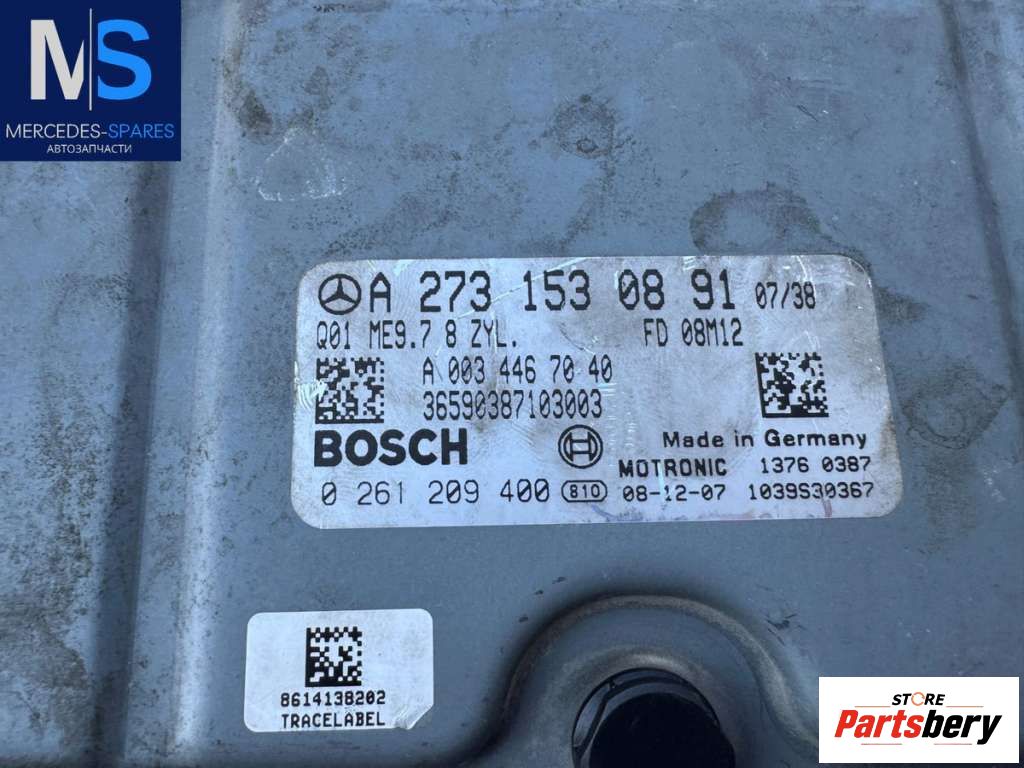 MS
MERCEDES-SPARES
АВТОЗАПЧАСТИ
A 273 153 08 91 07/38
Q01 ME9.7 8 ZYL. FD 08M12
A 003 446 70 40
36590387103003
BOSCH
Made in Germany
MOTRONIC 1376 0387
0 261 209 400 810 08-12-07 1039S30367
8614138202
TRACELABEL
STORE
Partsbery